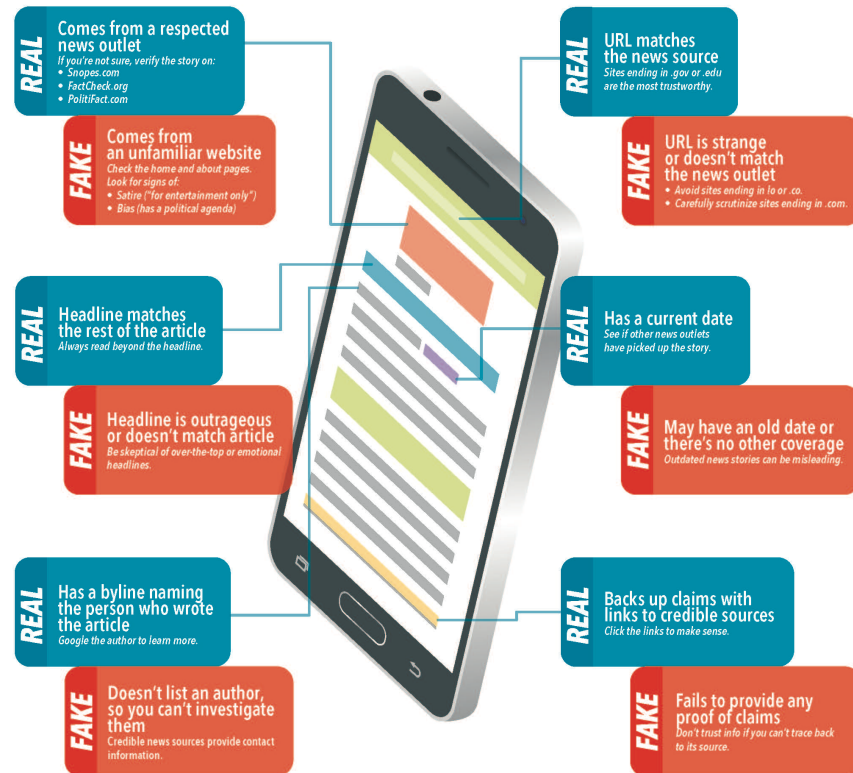 REAL
Comes from a respected
news outlet
If you're not sure, verify the story on:
• Snopes.com
• FactCheck.org
• PolitiFact.com
FAKE
Comes from
an unfamiliar website
Check the home and about pages.
Look for signs of:
• Satire ("for entertainment only")
• Bias (has a political agenda)
REAL
URL matches
the news source
Sites ending in .gov or .edu
are the most trustworthy.
FAKE
URL is strange
or doesn't match
the news outlet
• Avoid sites ending in lo or .co.
• Carefully scrutinize sites ending in .com.
REAL
Headline matches
the rest of the article
Always read beyond the headline.
FAKE
Headline is outrageous
or doesn't match article
Be skeptical of over-the-top or emotional
headlines.
REAL
Has a current date
See if other news outlets
have picked up the story.
FAKE
May have an old date or
there's no other coverage
Outdated news stories can be misleading.
REAL
Has a byline naming
the person who wrote
the article
Google the author to learn more.
FAKE
Doesn't list an author,
so you can't investigate
them
Credible news sources provide contact
information.
REAL
Backs up claims with
links to credible sources
Click the links to make sense.
FAKE
Fails to provide any
proof of claims
Don't trust info if you can't trace back
to its source.